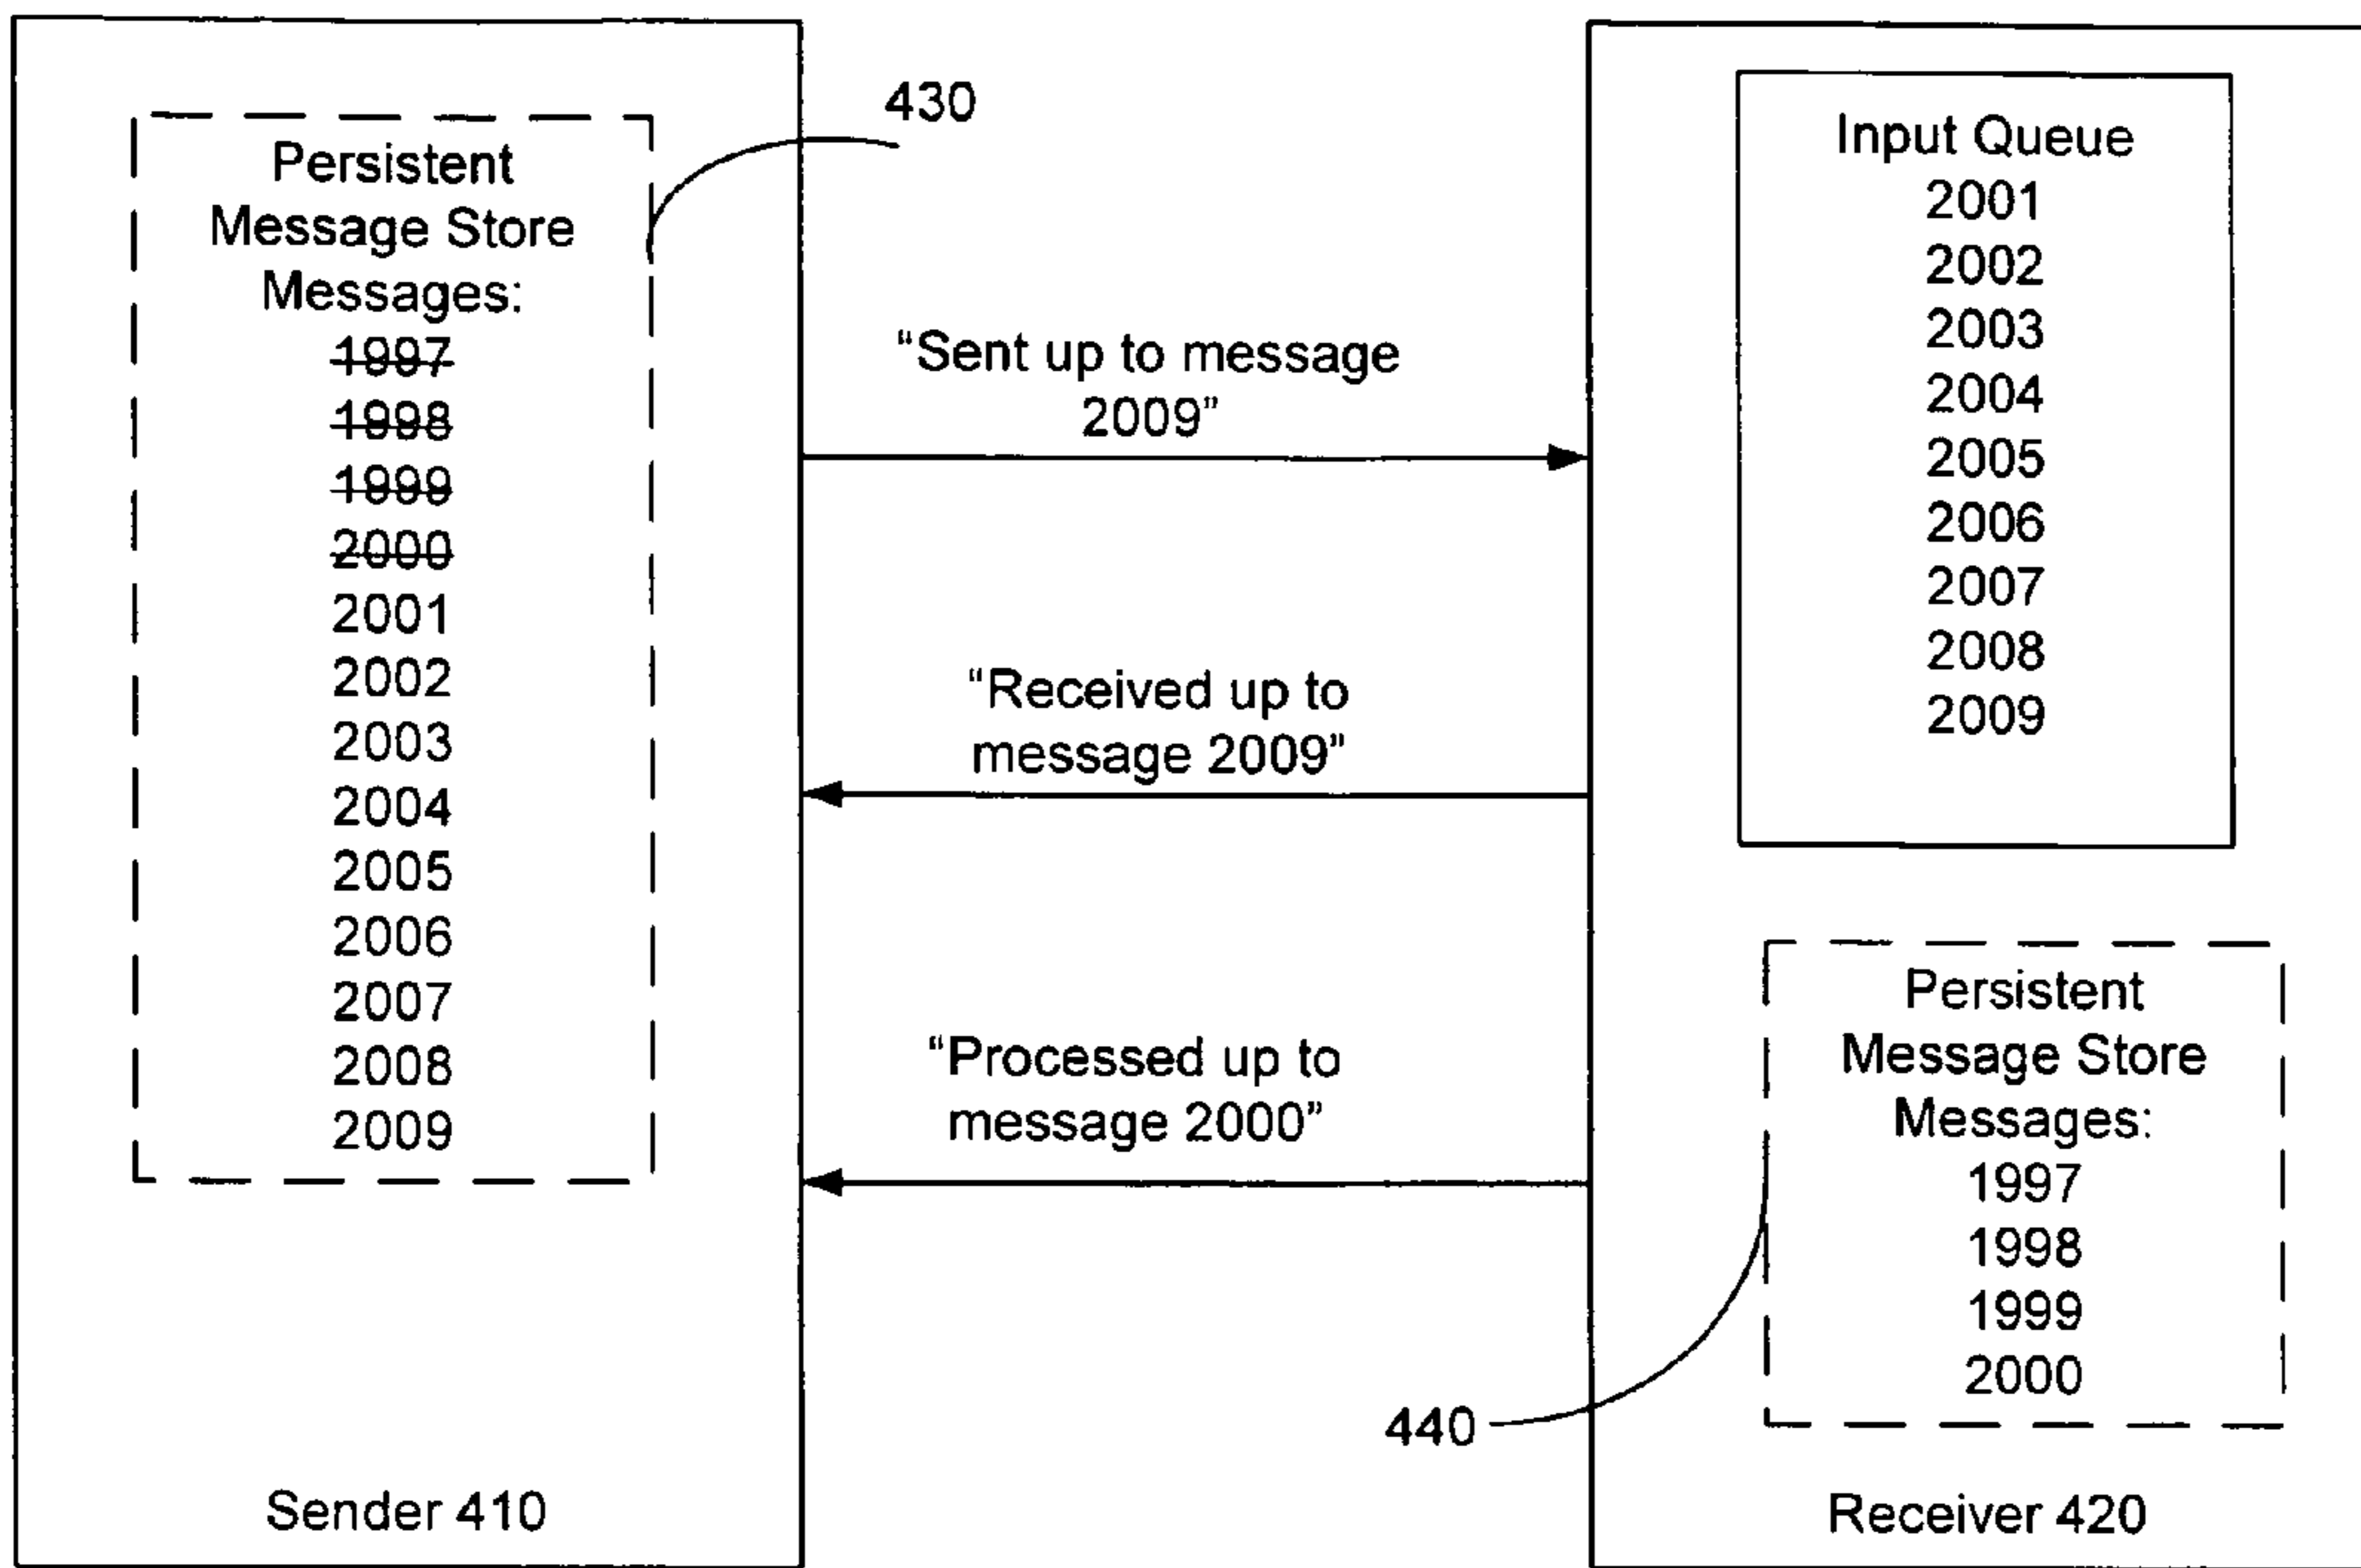 430
Persistent
Message Store
Messages:
1997
1998
1999
2000
2001
2002
2003
2004
2005
2006
2007
2008
2009
Sender 410
“Sent up to message
2009”
“Received up to
message 2009”
“Processed up to
message 2000”
Input Queue
2001
2002
2003
2004
2005
2006
2007
2008
2009
Persistent
Message Store
Messages:
1997
1998
1999
2000
440
Receiver 420